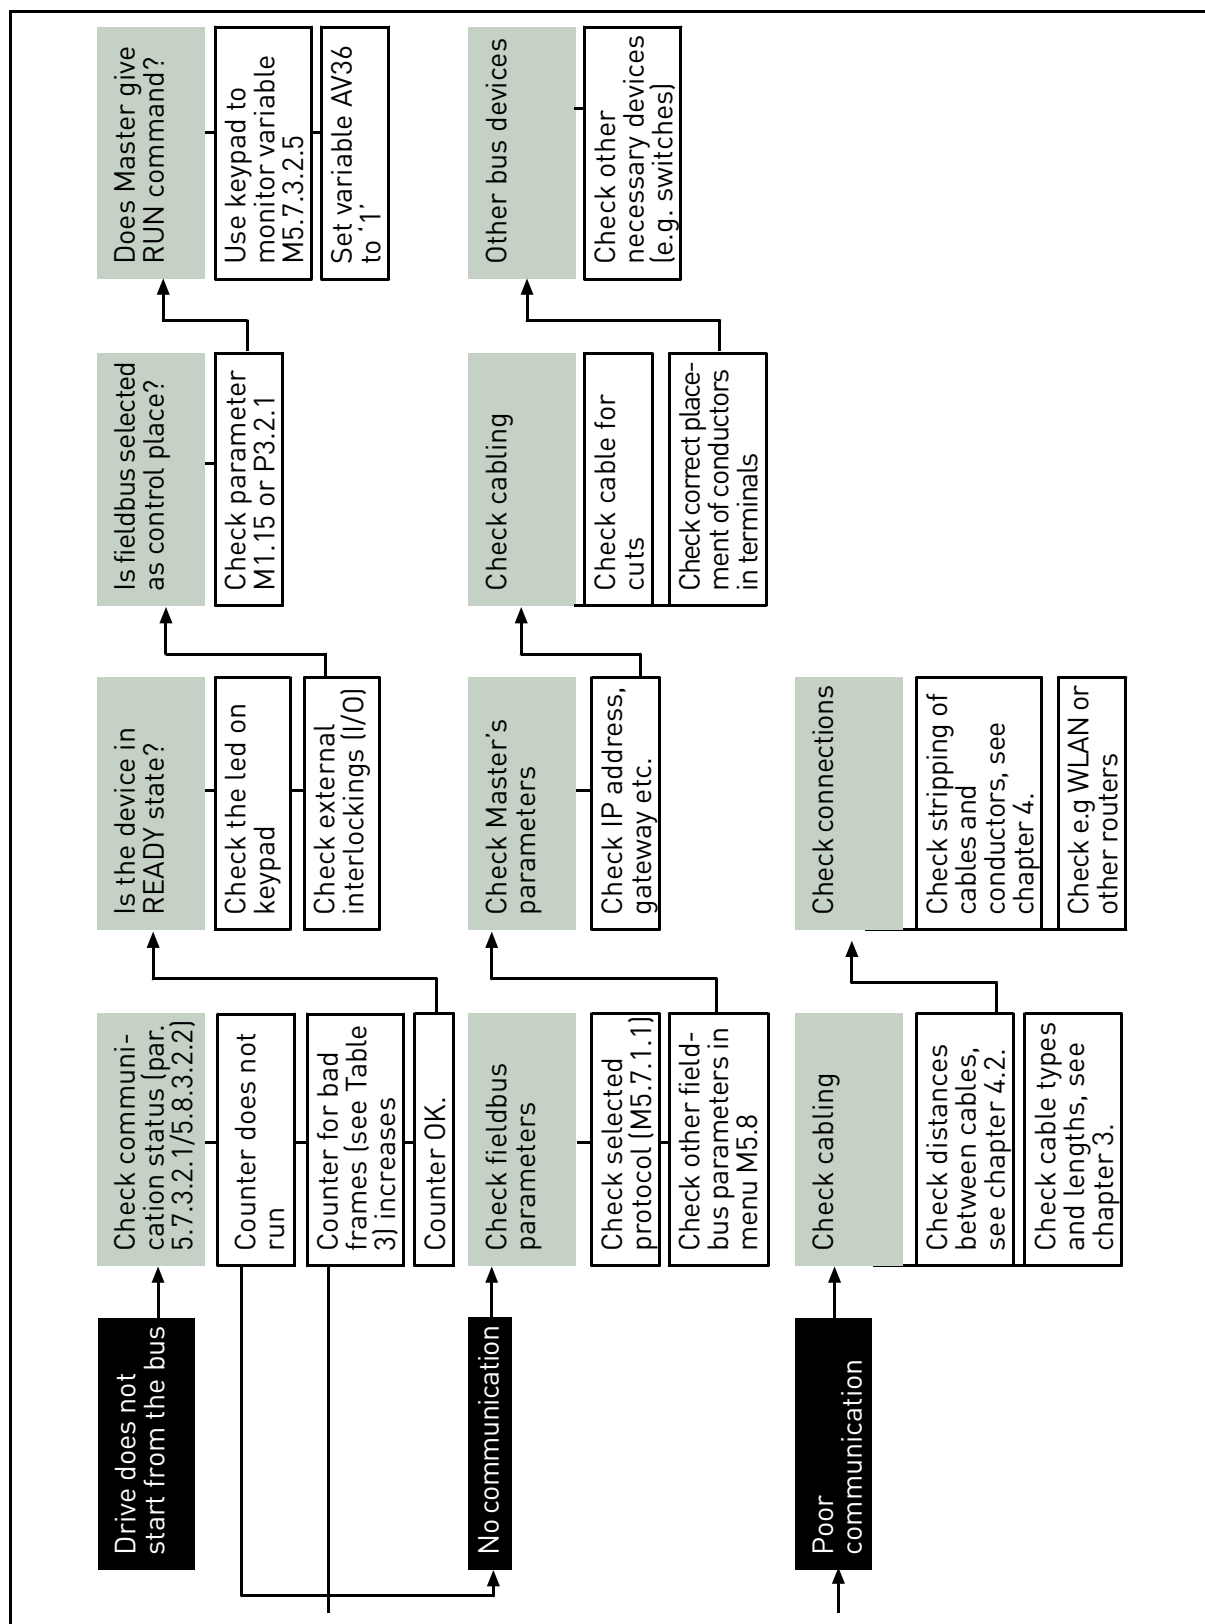 Drive does not
start from the bus
Check communi-
cation status (par.
5.7.3.2.1/5.8.3.2.2)
Counter does not
run
Counter for bad
frames (see Table
3) increases
Counter OK.
Is the device in
READY state?
Check the led on
keypad
Check external
interlockings (I/O)
Is fieldbus selected
as control place?
Check parameter
M1.15 or P3.2.1
Does Master give
RUN command?
Use keypad to
monitor variable
M5.7.3.2.5
Set variable AV36
to ‘1’
No communication
Check fieldbus
parameters
Check selected
protocol (M5.7.1.1)
Check other field-
bus parameters in
menu M5.8
Check Master's
parameters
Check IP address,
gateway etc.
Check cabling
Check cable for
cuts
Check correct place-
ment of conductors
in terminals
Other bus devices
Check other
necessary devices
(e.g. switches)
Poor
communication
Check cabling
Check distances
between cables,
see chapter 4.2.
Check cable types
and lengths, see
chapter 3.
Check connections
Check stripping of
cables and
conductors, see
chapter 4.
Check e.g WLAN or
other routers